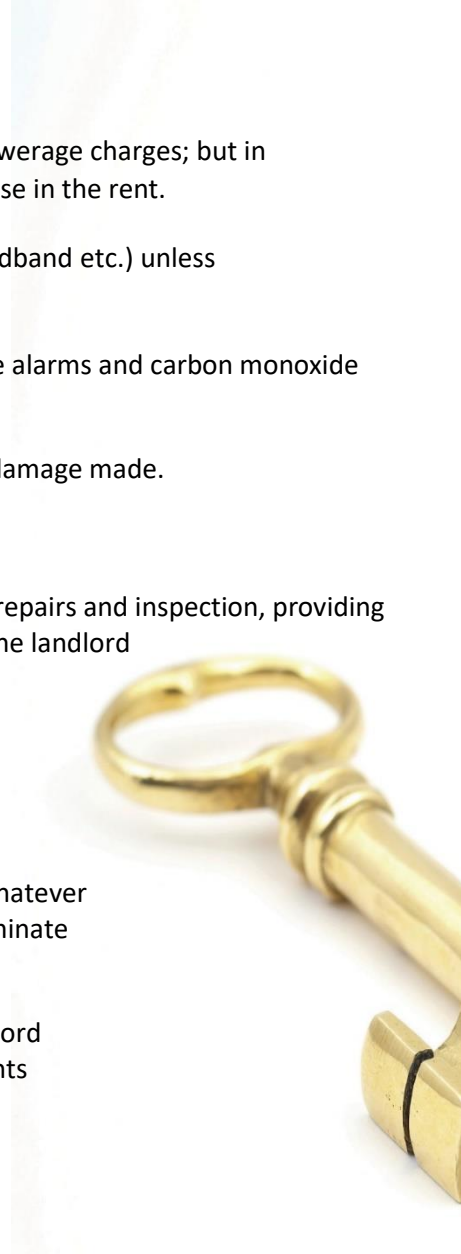 werage charges; but in
se in the rent.
dband etc.) unless
e alarms and carbon monoxide
damage made.
repairs and inspection, providing
ne landlord
hatever
ninate
ord
nts